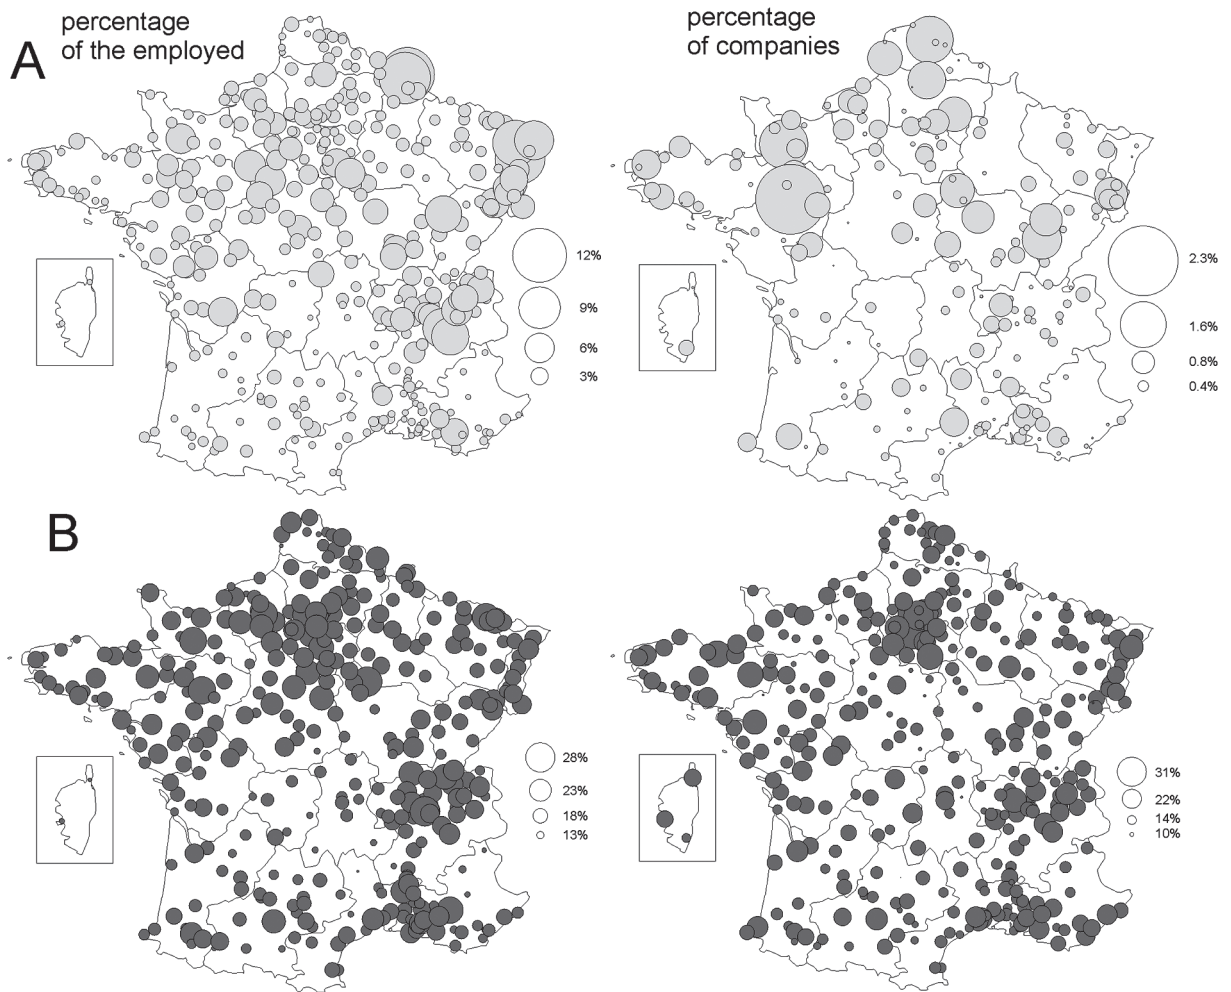 A
percentage
of the employed
percentage
of companies
12%
9%
6%
3%
2.3%
1.6%
0.8%
0.4%
B
28%
23%
18%
13%
31%
22%
14%
10%